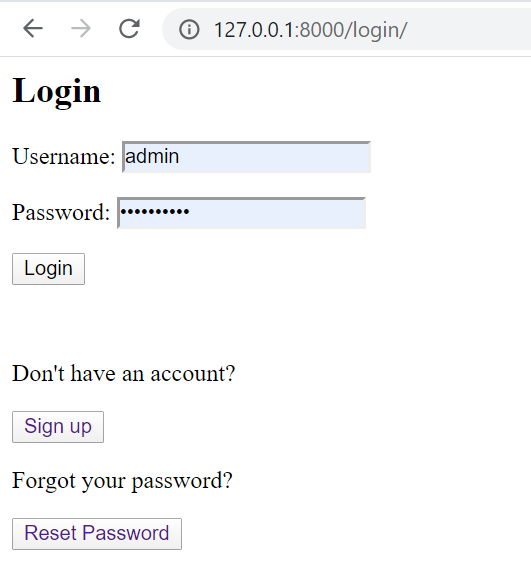 127.0.0.1:8000/login/
Login
Username: admin
Password: ••••••••••
Login
Don't have an account?
Sign up
Forgot your password?
Reset Password